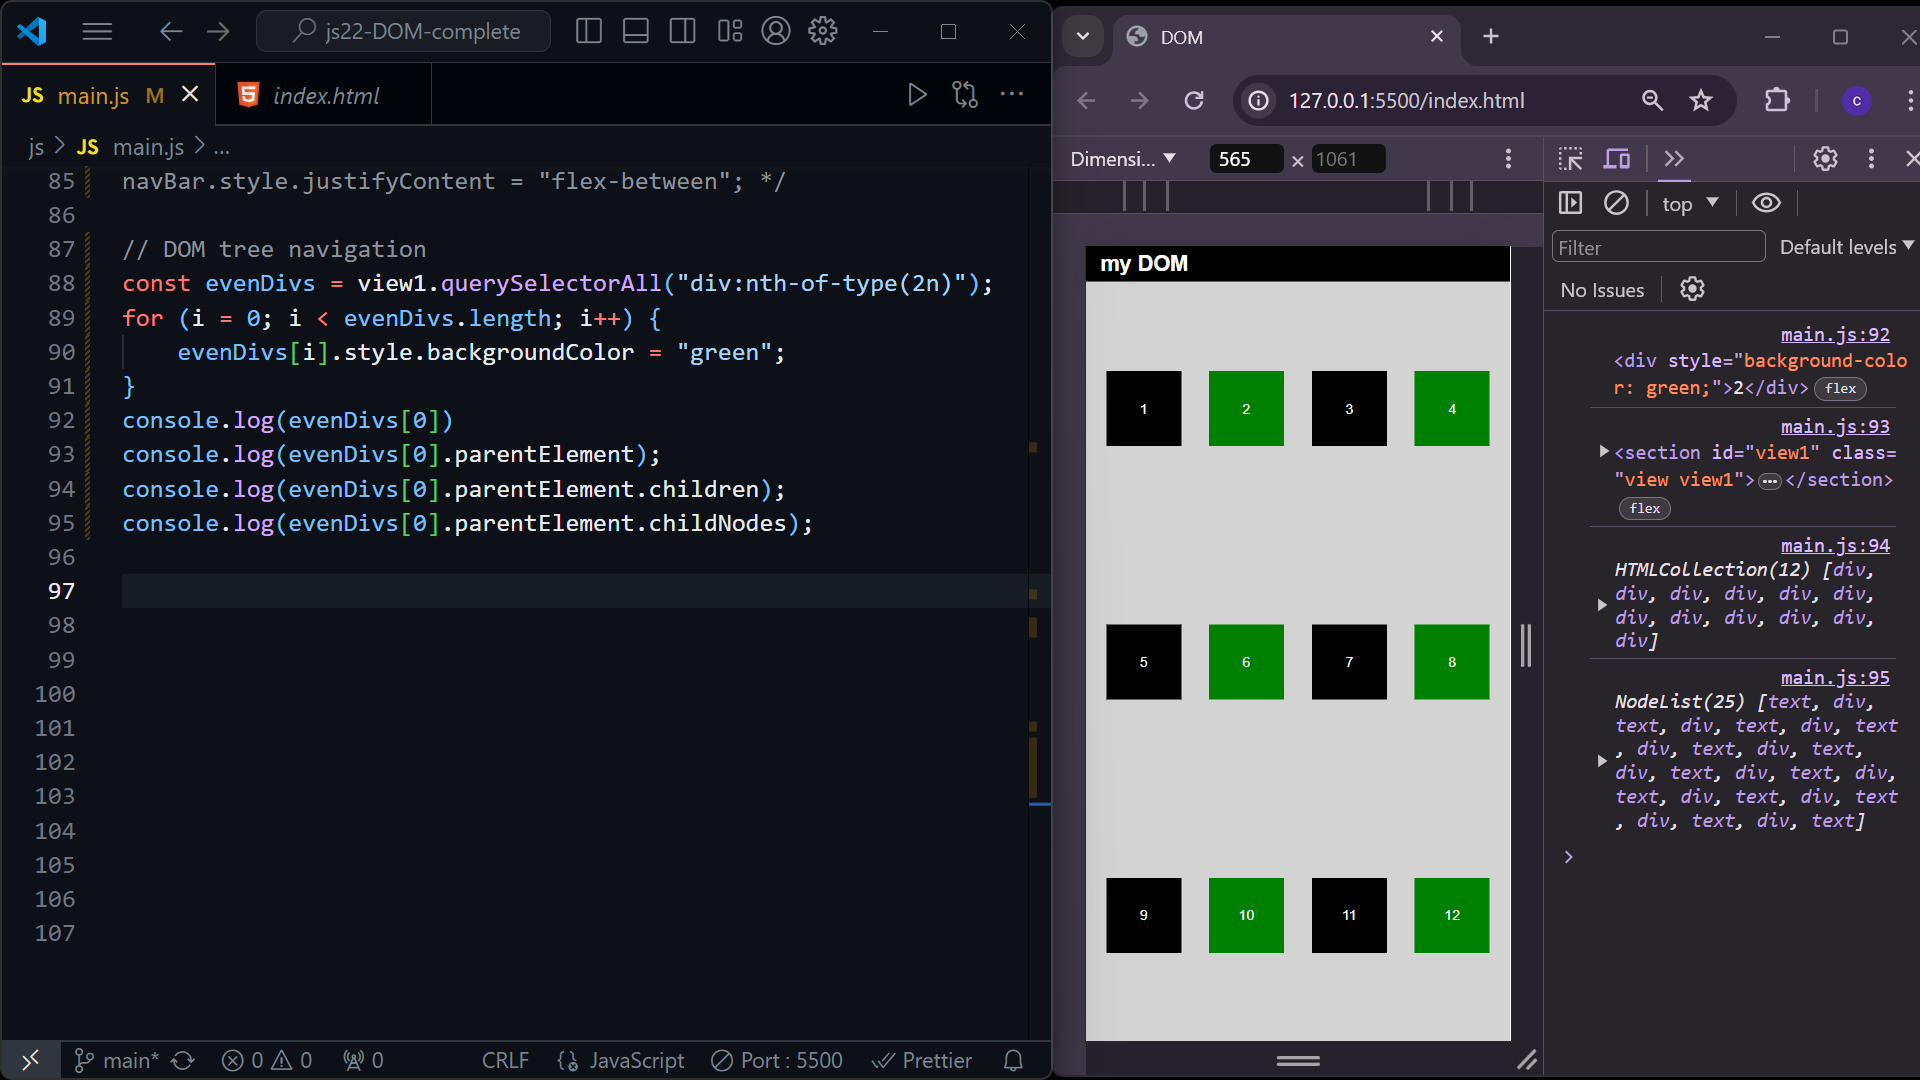 js22-DOM-complete
JS main.js M
index.html
js > JS main.js > ...
85 navBar.style.justifyContent = "flex-between"; */
86
87 // DOM tree navigation
88 const evenDivs = view1.querySelectorAll("div:nth-of-type(2n)");
89 for (i = 0; i < evenDivs.length; i++) {
90 evenDivs[i].style.backgroundColor = "green";
91 }
92 console.log(evenDivs[0])
93 console.log(evenDivs[0].parentElement);
94 console.log(evenDivs[0].parentElement.children);
95 console.log(evenDivs[0].parentElement.childNodes);
96
97
98
99
100
101
102
103
104
105
106
107
main* 0 0 0 CRLF JavaScript Port : 5500 Prettier
DOM
127.0.0.1:5500/index.html
c
Dimensi... 565 × 1061
my DOM
1 2 3 4
5 6 7 8
9 10 11 12
top
Filter
Default levels
No Issues
main.js:92
<div style="background-colo
r: green;">2</div> flex
main.js:93
<section id="view1" class=
"view view1">…</section>
flex
main.js:94
HTMLCollection(12) [div,
div, div, div, div, div,
div, div, div, div, div,
div]
main.js:95
NodeList(25) [text, div,
text, div, text, div, text
, div, text, div, text,
div, text, div, text, div,
text, div, text, div, text
, div, text, div, text]